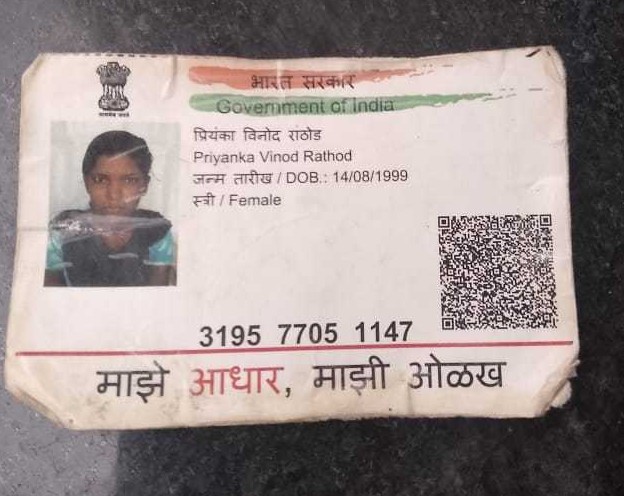 भारत सरकार
Government of India
प्रियंका विनोद राठोड
Priyanka Vinod Rathod
जन्म तारीख / DOB.: 14/08/1999
स्त्री / Female
3195 7705 1147
माझे आधार, माझी ओळख